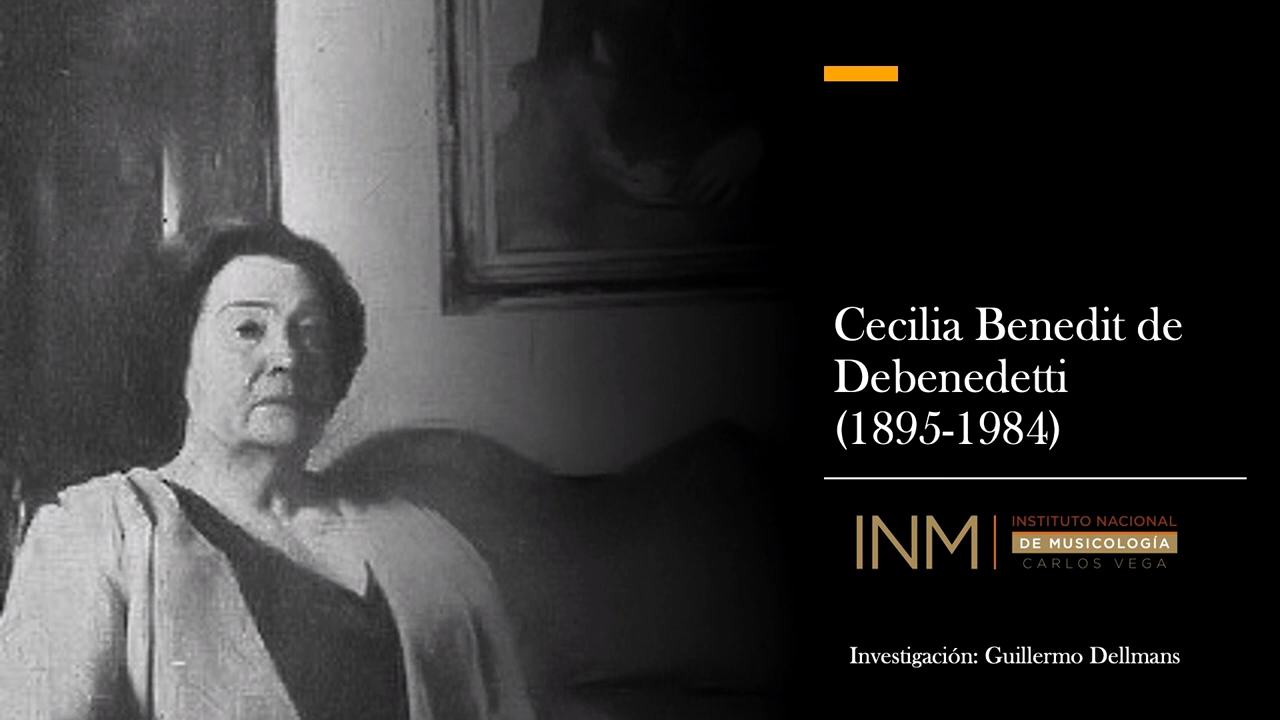 Cecilia Benedit de
Debenedetti
(1895-1984)
INM
INSTITUTO NACIONAL
DE MUSICOLOGÍA
CARLOS VEGA
Investigación: Guillermo Dellmans